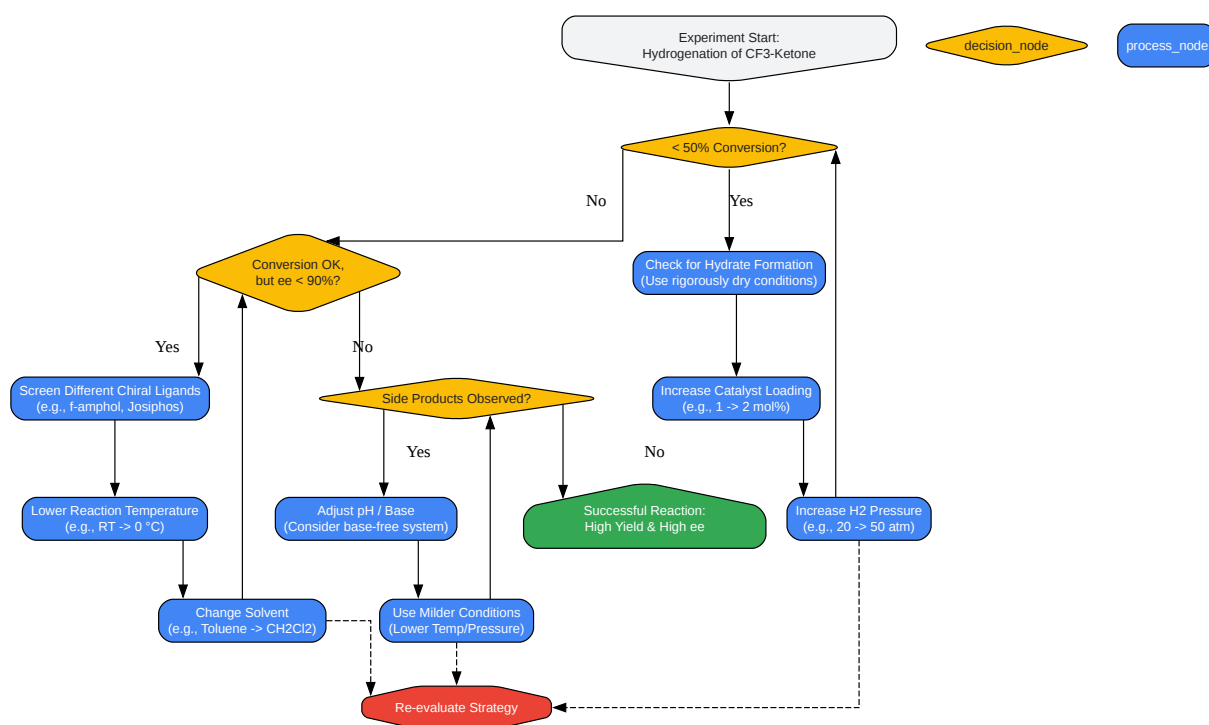 Experiment Start:
Hydrogenation of CF3-Ketone
decision_node
process_node
< 50% Conversion?
No
Yes
Conversion OK,
but ee < 90%?
Check for Hydrate Formation
(Use rigorously dry conditions)
Yes
No
Screen Different Chiral Ligands
(e.g., f-amphol, Josiphos)
Side Products Observed?
Increase Catalyst Loading
(e.g., 1 -> 2 mol%)
Yes
No
Lower Reaction Temperature
(e.g., RT -> 0 °C)
Adjust pH / Base
(Consider base-free system)
Successful Reaction:
High Yield & High ee
Increase H2 Pressure
(e.g., 20 -> 50 atm)
Change Solvent
(e.g., Toluene -> CH2Cl2)
Use Milder Conditions
(Lower Temp/Pressure)
Re-evaluate Strategy